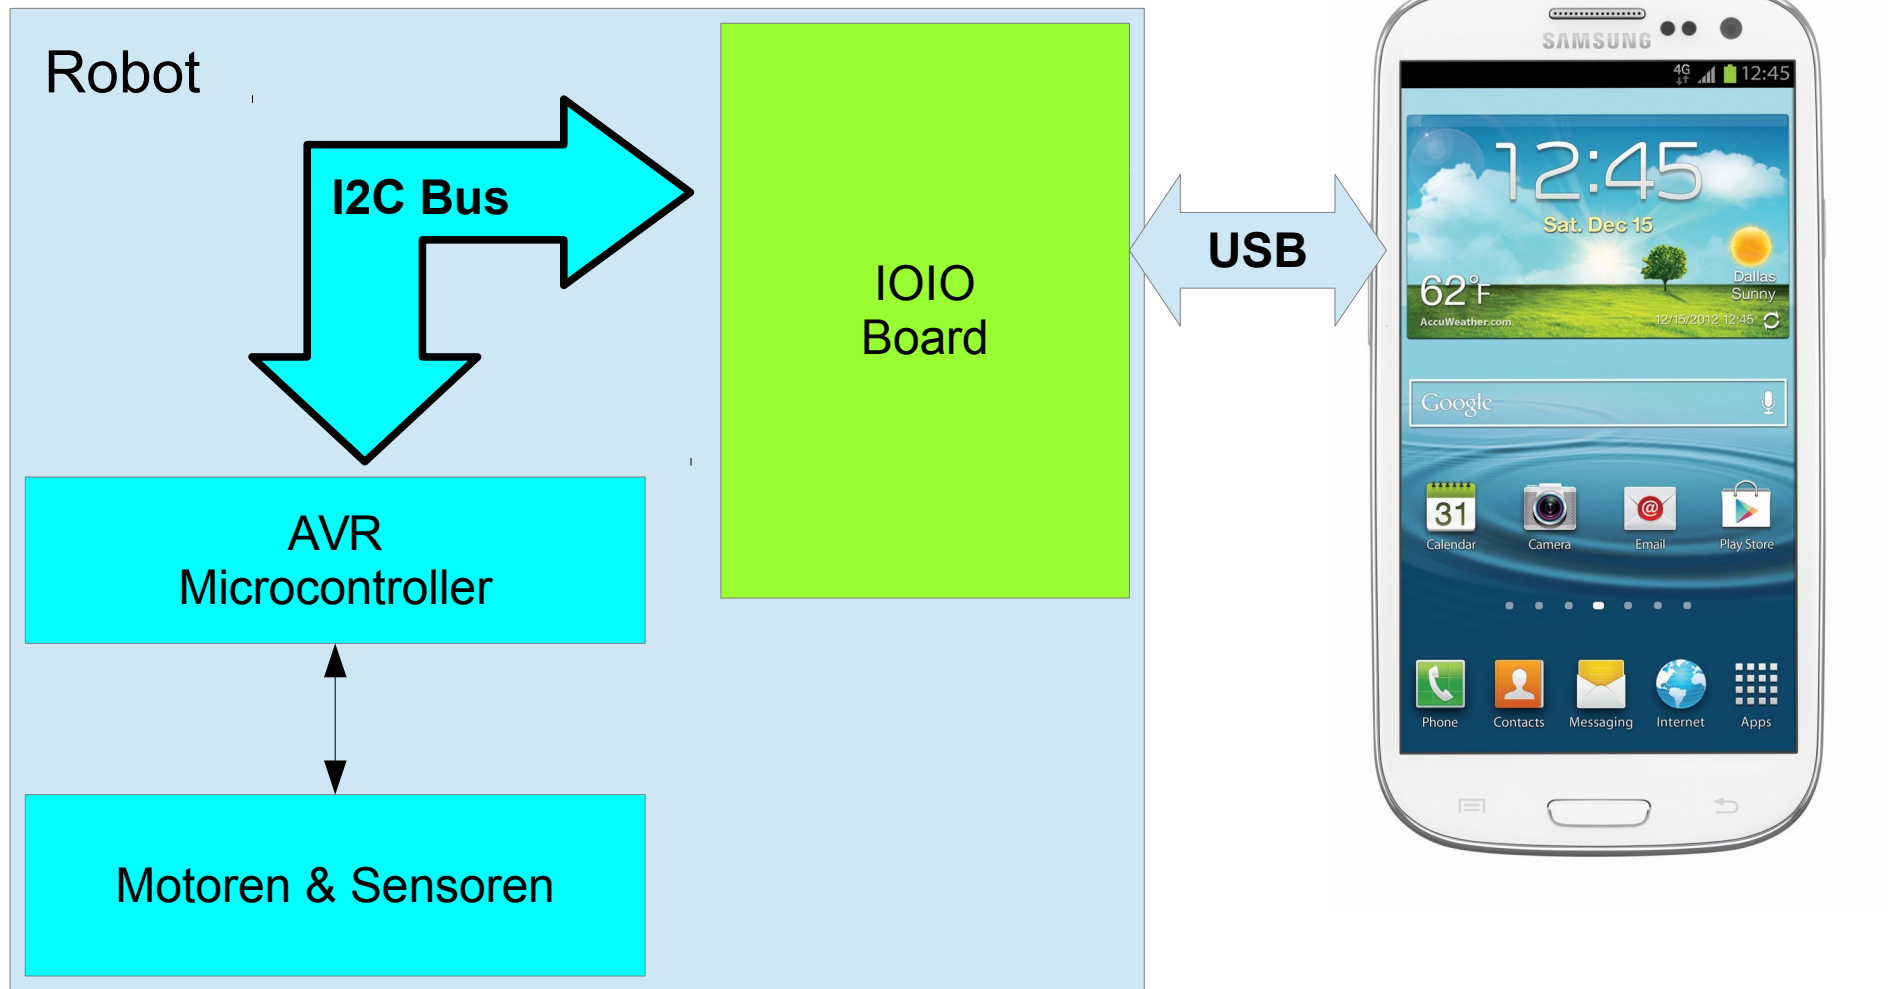 Robot
I2C Bus
IOIO
Board
USB
AVR
Microcontroller
Motoren & Sensoren
SAMSUNG
4G
12:45
12:45
Sat. Dec 15
62°F
Dallas
Sunny
AccuWeather.com
12/15/2012 12:45
Google
31
Calendar
Camera
@
Email
Play Store
Phone
Contacts
Messaging
Internet
Apps